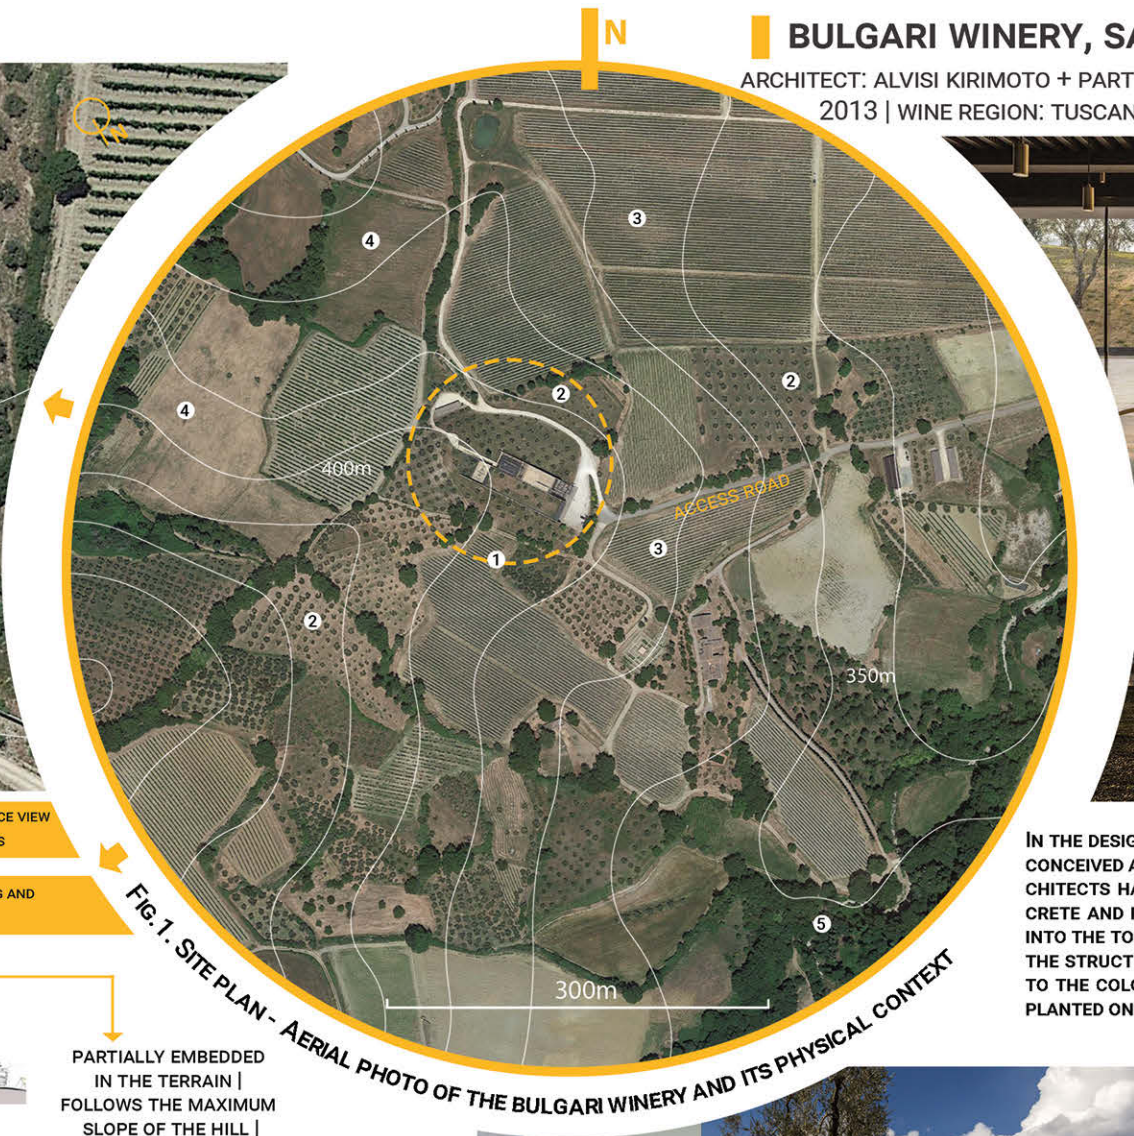 N
BULGARI WINERY, SA
ARCHITECT: ALVISI KIRIMOTO + PART
2013 | WINE REGION: TUSCAN
N
3
4
2
2
4
400m
ACCESS ROAD
3
1
2
350m
5
300m
CE VIEW
S
S AND
FIG. 1. SITE PLAN - AERIAL PHOTO OF THE BULGARI WINERY AND ITS PHYSICAL CONTEXT
PARTIALLY EMBEDDED
IN THE TERRAIN |
FOLLOWS THE MAXIMUM
SLOPE OF THE HILL |
IN THE DESIG
CONCEIVED A
CHITECTS HA
CRETE AND
INTO THE TO
THE STRUCT
TO THE COLO
PLANTED ON